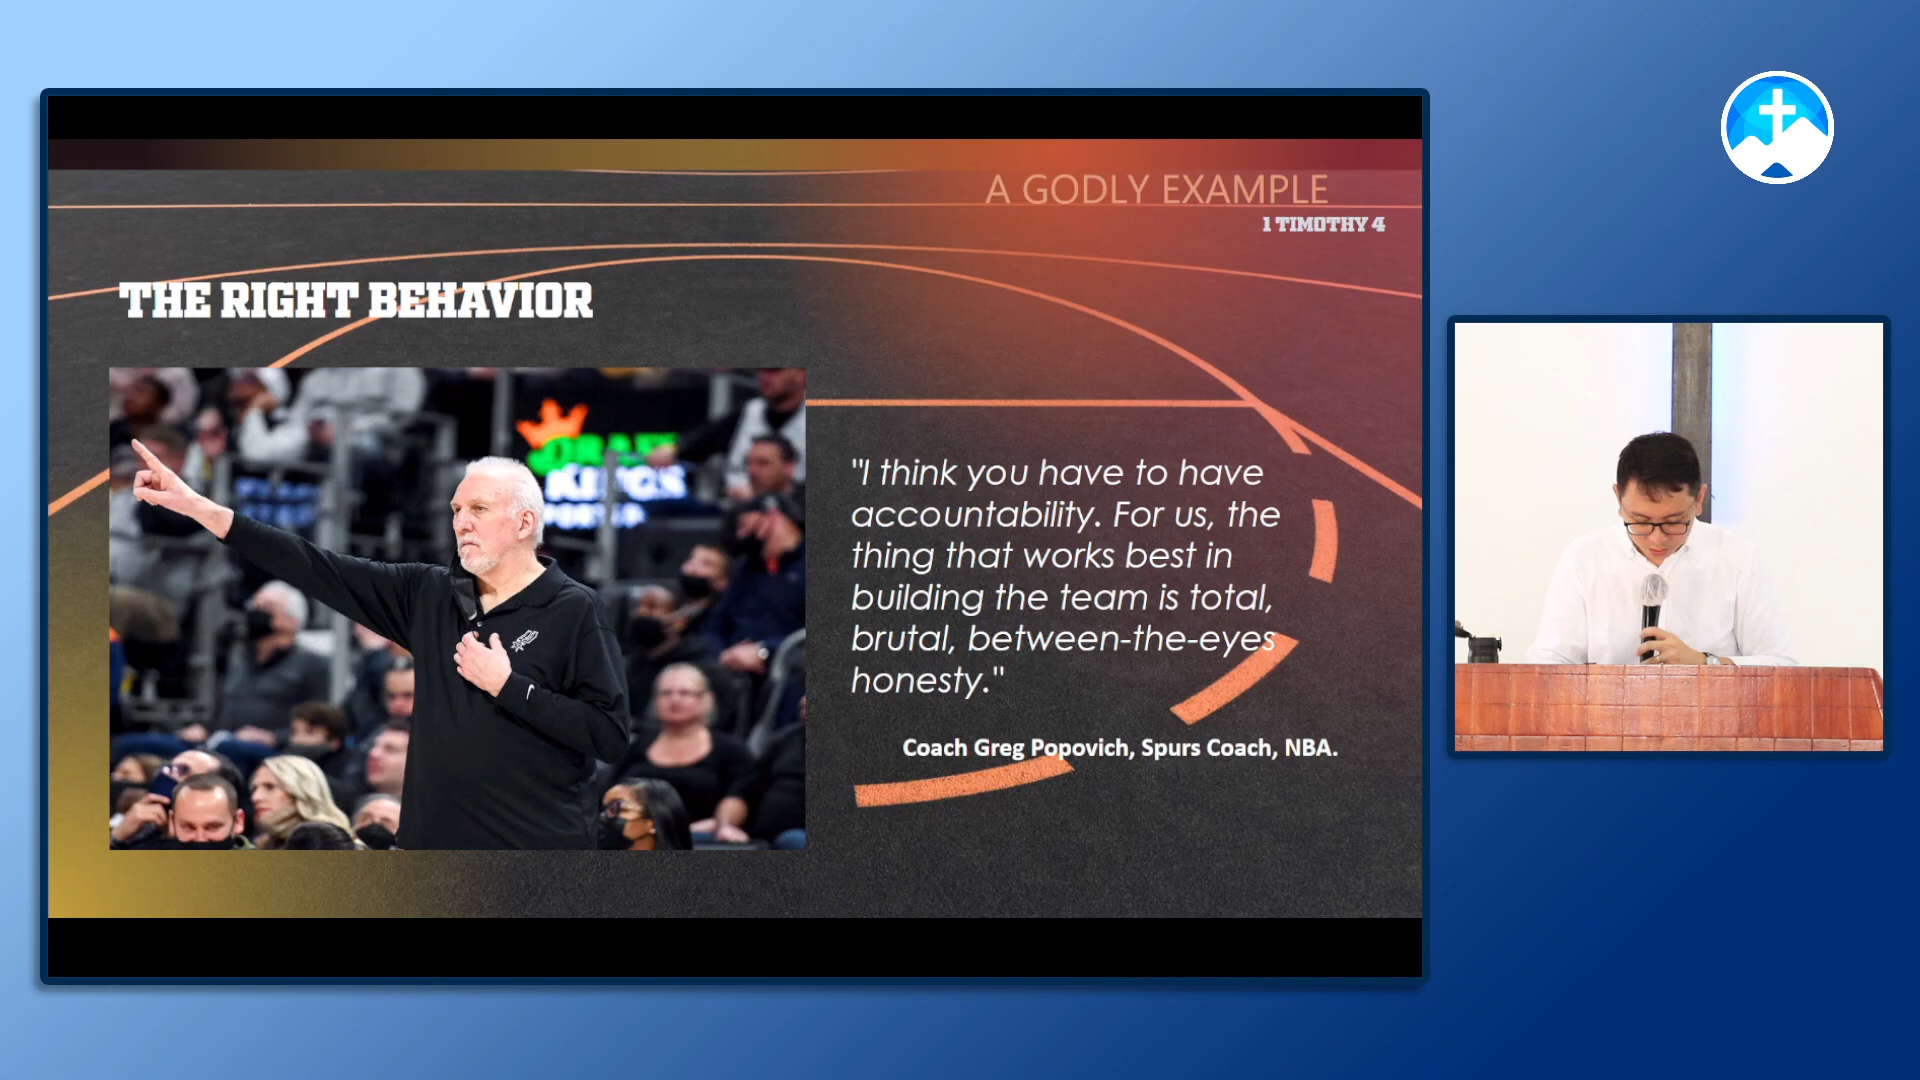 A GODLY EXAMPLE
1 TIMOTHY 4
THE RIGHT BEHAVIOR
"I think you have to have
accountability. For us, the
thing that works best in
building the team is total,
brutal, between-the-eyes
honesty."
Coach Greg Popovich, Spurs Coach, NBA.
KINGS